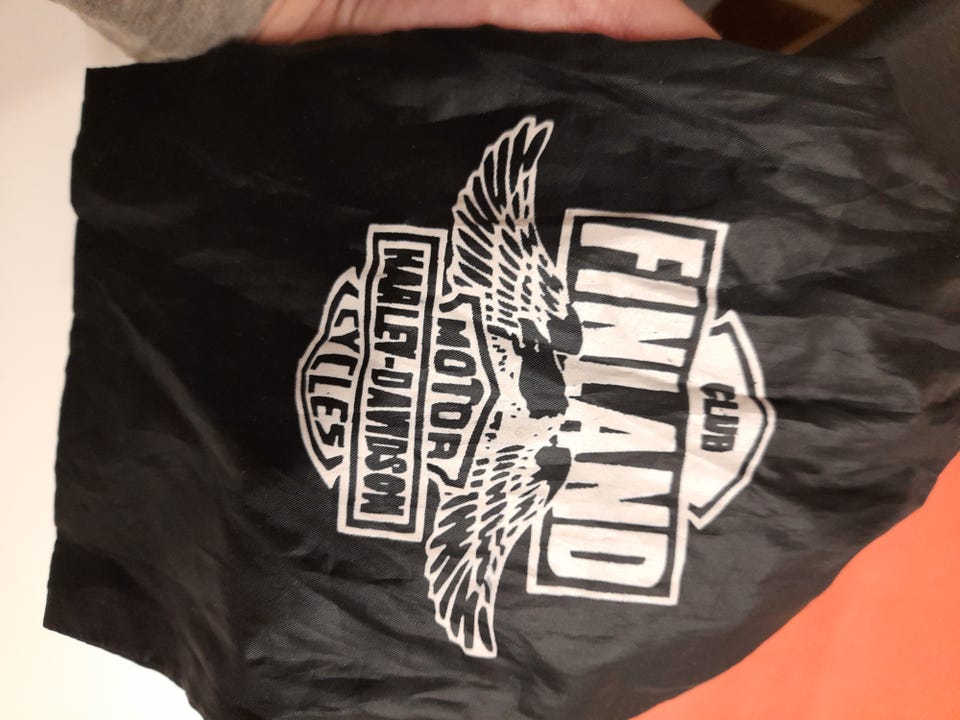 CLUB
FINLAND
MOTOR
HARLEY-DAVIDSON
CYCLES